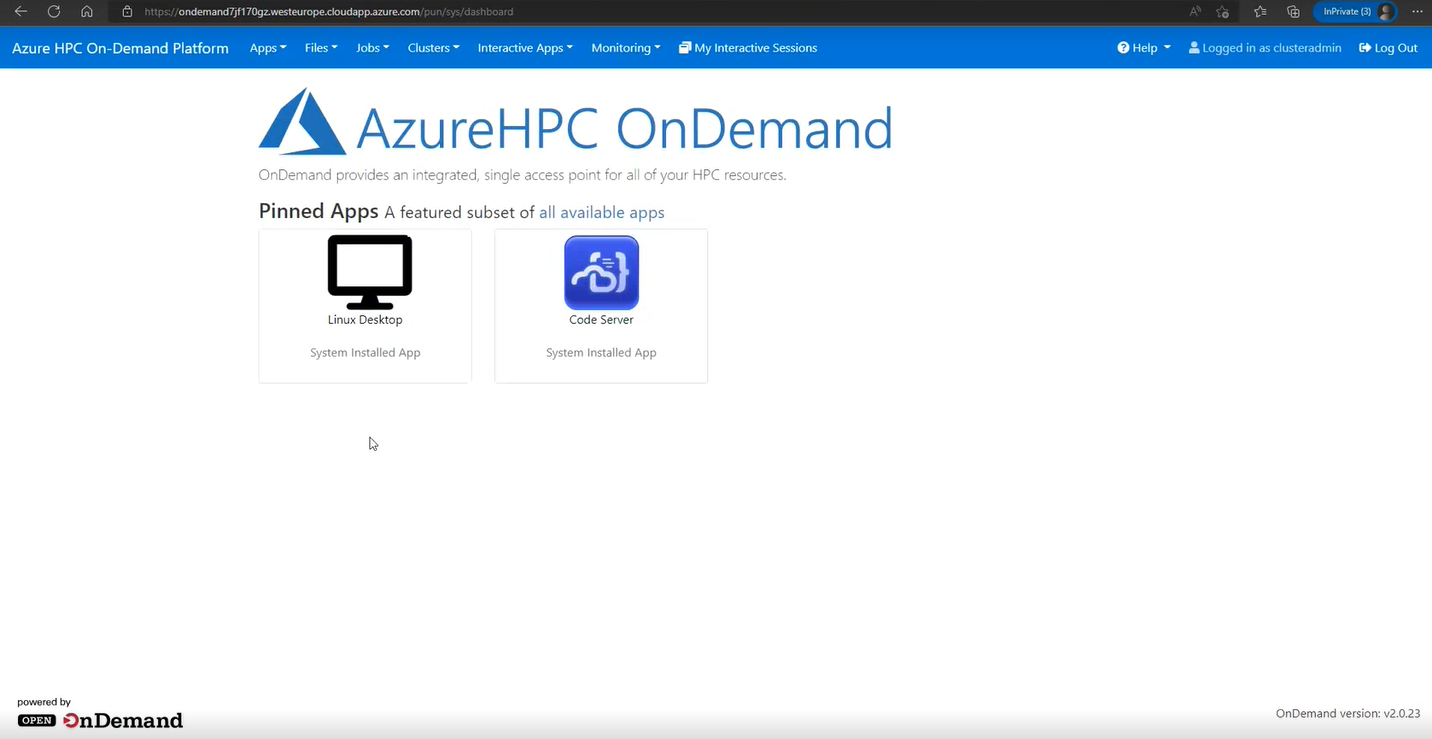 https://ondemand7jf170gz.westeurope.cloudapp.azure.com/pun/sys/dashboard
InPrivate (3)
Azure HPC On-Demand Platform Apps Files Jobs Clusters Interactive Apps Monitoring My Interactive Sessions Help Logged in as clusteradmin Log Out
AzureHPC OnDemand
OnDemand provides an integrated, single access point for all of your HPC resources.
Pinned Apps A featured subset of all available apps
Linux Desktop
System Installed App
Code Server
System Installed App
powered by
OPEN OnDemand
OnDemand version: v2.0.23